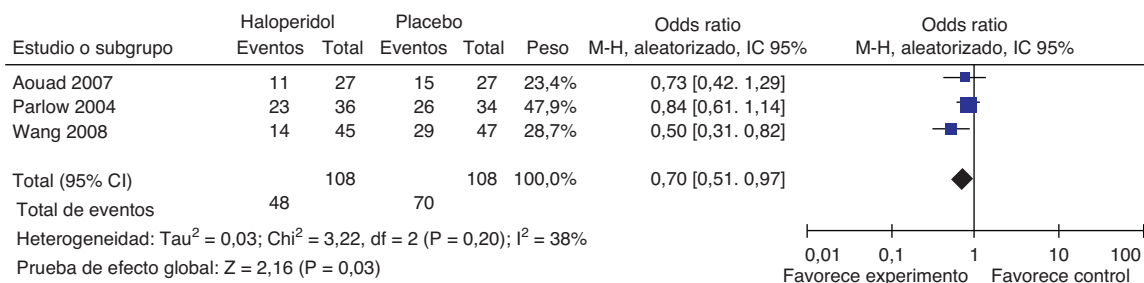 Haloperidol Placebo Odds ratio Odds ratio
Estudio o subgrupo Eventos Total Eventos Total Peso M-H, aleatorizado, IC 95% M-H, aleatorizado, IC 95%
Aouad 2007 11 27 15 27 23,4% 0,73 [0,42. 1,29]
Parlow 2004 23 36 26 34 47,9% 0,84 [0,61. 1,14]
Wang 2008 14 45 29 47 28,7% 0,50 [0,31. 0,82]
Total (95% CI) 108 108 100,0% 0,70 [0,51. 0,97]
Total de eventos 48 70
Heterogeneidad: Tau² = 0,03; Chi² = 3,22, df = 2 (P = 0,20); I² = 38%
Prueba de efecto global: Z = 2,16 (P = 0,03)
0,01 0,1 1 10 100
Favorece experimento Favorece control